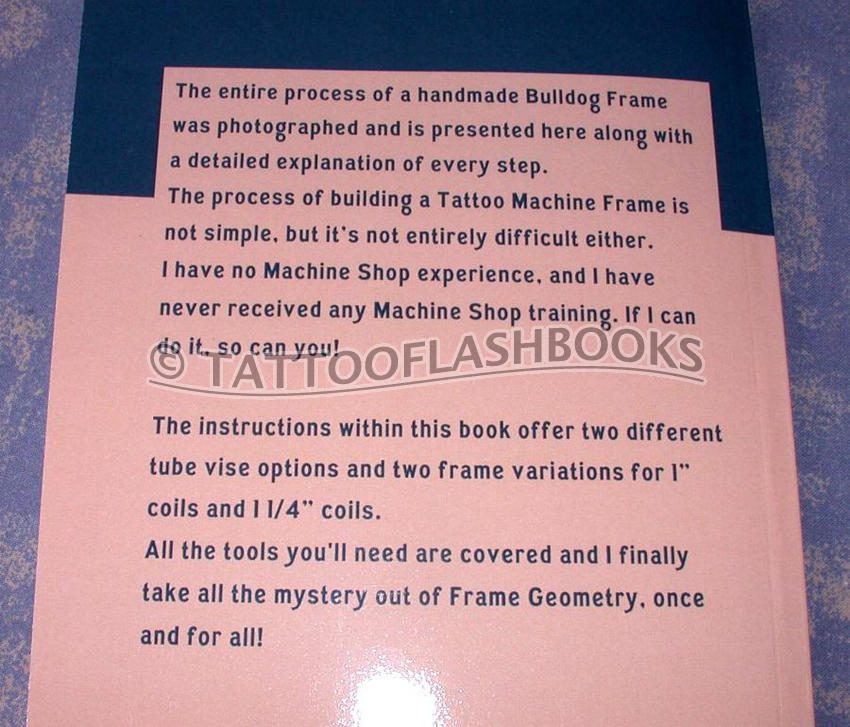 The entire process of a handmade Bulldog Frame
was photographed and is presented here along with
a detailed explanation of every step.
The process of building a Tattoo Machine Frame is
not simple, but it's not entirely difficult either.
I have no Machine Shop experience, and I have
never received any Machine Shop training. If I can
do it, so can you!
© TATTOOFLASHBOOKS
The instructions within this book offer two different
tube vise options and two frame variations for 1”
coils and 1 1/4” coils.
All the tools you'll need are covered and I finally
take all the mystery out of Frame Geometry, once
and for all!